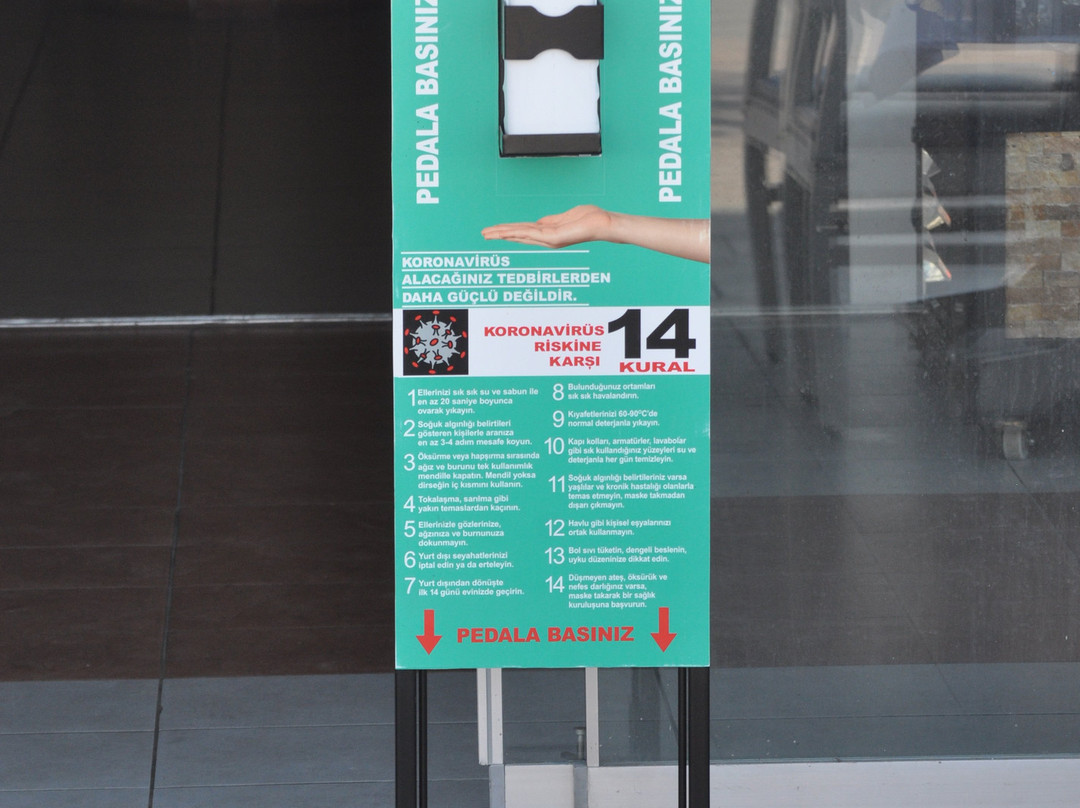 PEDALA BASINIZ
PEDALA BASINIZ
KORONAVİRÜS
ALACAĞINIZ TEDBİRLERDEN
DAHA GÜÇLÜ DEĞİLDİR.
KORONAVİRÜS
RİSKİNE
KARŞI
14
KURAL
1 Ellerinizi sık sık su ve sabun ile
en az 20 saniye boyunca
ovarak yıkayın.
2 Soğuk algınlığı belirtileri
gösteren kişilerle aranıza
en az 3-4 adım mesafe koyun.
3 Öksürme veya hapşırma sırasında
ağız ve burunu tek kullanımlık
mendille kapatın. Mendil yoksa
dirseğin iç kısmını kullanın.
4 Tokalaşma, sarılma gibi
yakın temaslardan kaçının.
5 Ellerinizle gözlerinize,
ağzınıza ve burnunuza
dokunmayın.
6 Yurt dışı seyahatlerinizi
iptal edin ya da erteleyin.
7 Yurt dışından dönüşte
ilk 14 günü evinizde geçirin.
8 Bulunduğunuz ortamları
sık sık havalandırın.
9 Kıyafetlerinizi 60-90ºC'de
normal deterjanla yıkayın.
10 Kapı kolları, armatürler, lavabolar
gibi sık kullandığınız yüzeyleri su ve
deterjanla her gün temizleyin.
11 Soğuk algınlığı belirtileriniz varsa
yaşlılar ve kronik hastalığı olanlarla
temas etmeyin, maske takmadan
dışarı çıkmayın.
12 Havlu gibi kişisel eşyalarınızı
ortak kullanmayın.
13 Bol sıvı tüketin, dengeli beslenin,
uyku düzeninize dikkat edin.
14 Düşmeyen ateş, öksürük ve
nefes darlığınız varsa,
maske takarak bir sağlık
kuruluşuna başvurun.
PEDALA BASINIZ